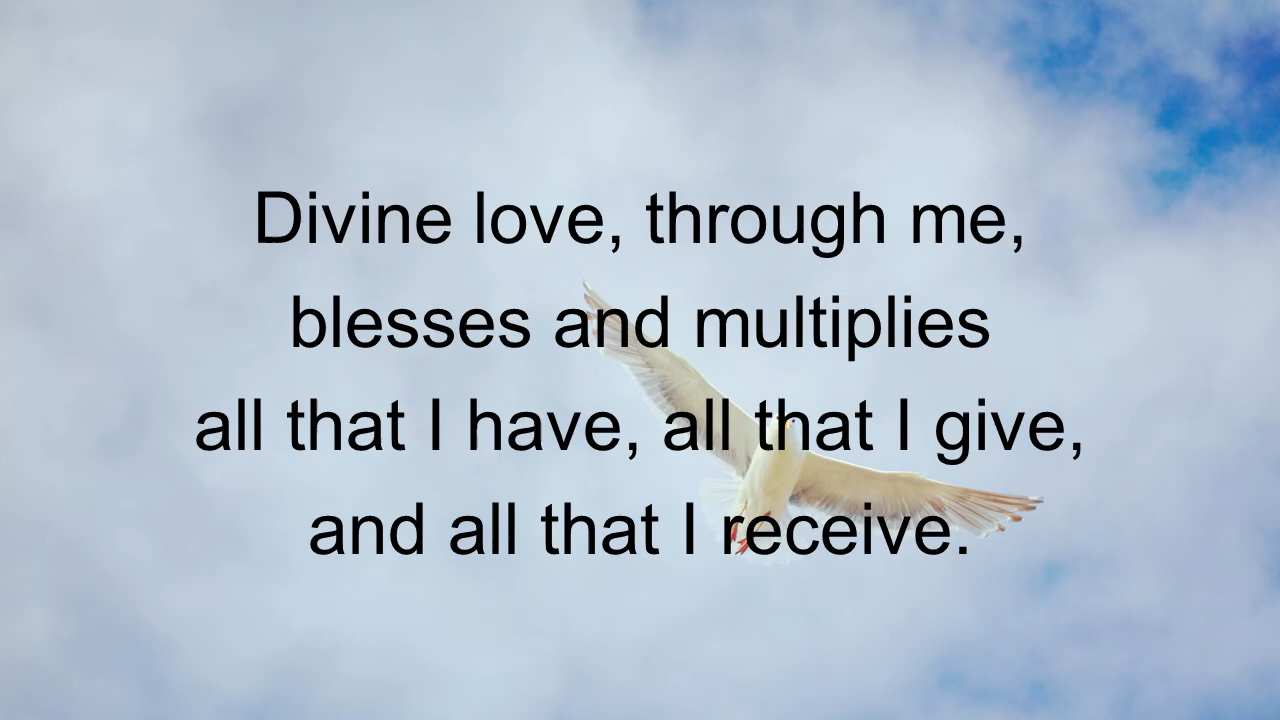 Divine love, through me,
blesses and multiplies
all that I have, all that I give,
and all that I receive.